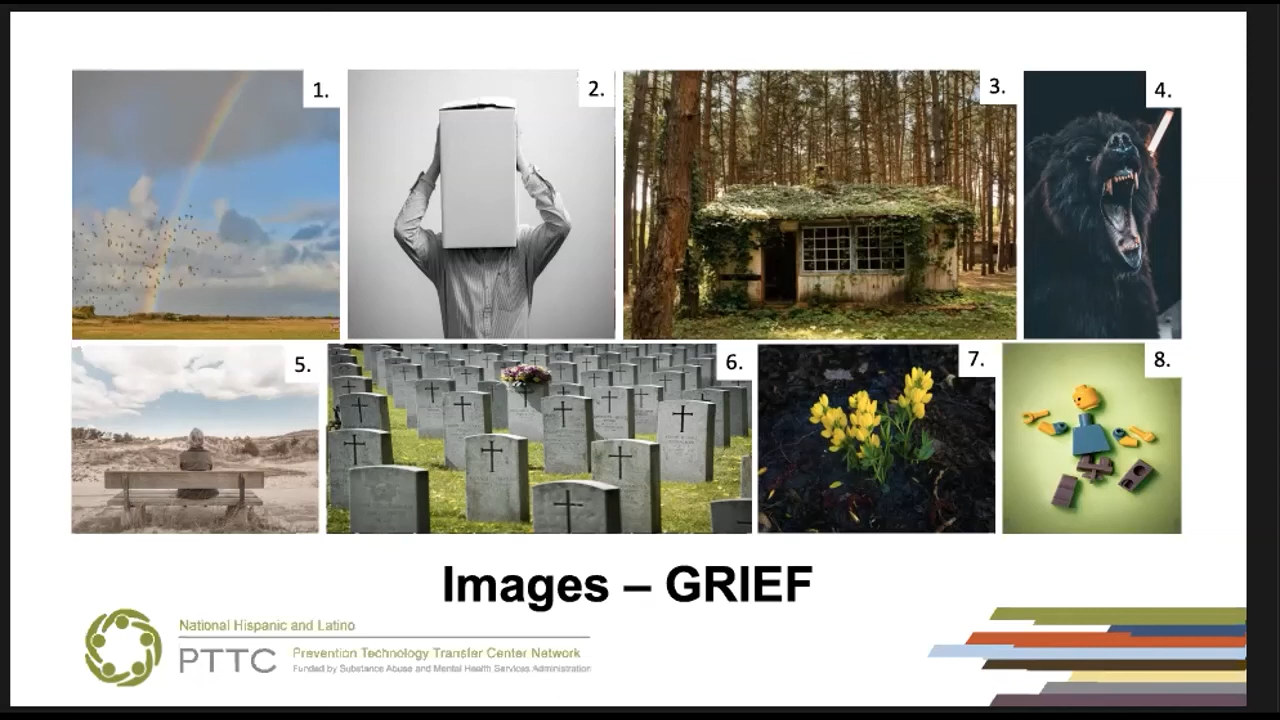 1.
2.
3.
4.
5.
6.
7.
8.
Images – GRIEF
National Hispanic and Latino
PTTC
Prevention Technology Transfer Center Network
Funded by Substance Abuse and Mental Health Services Administration